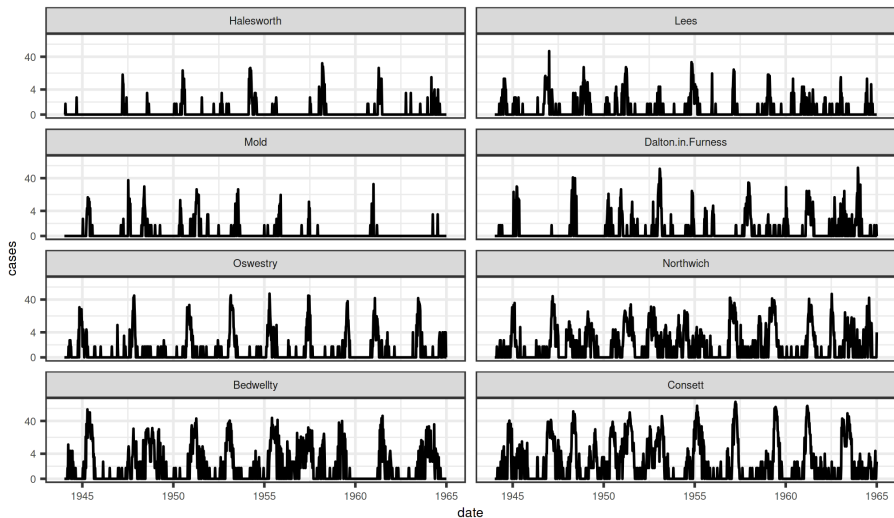 Halesworth Lees
40
4
0
Mold Dalton.in.Furness
40
4
0
cases
Oswestry Northwich
40
4
0
Bedwellty Consett
40
4
0
1945 1950 1955 1960 1965 1945 1950 1955 1960 1965
date